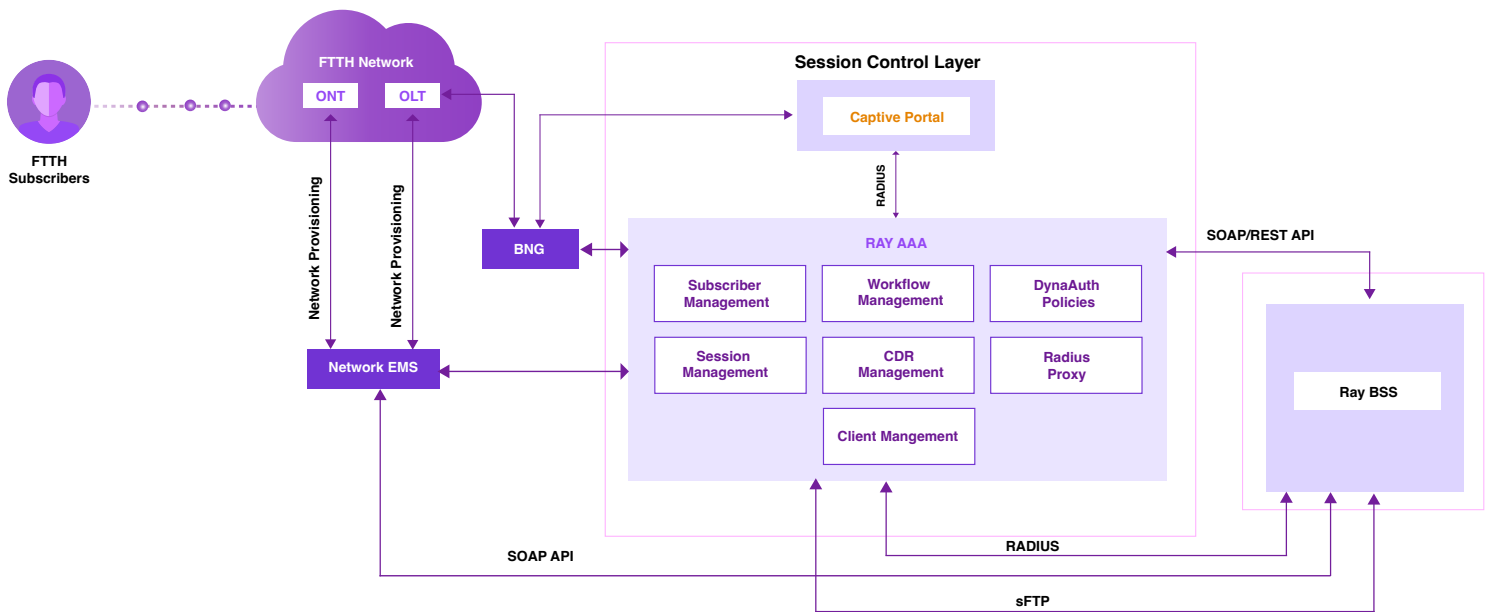 Session Control Layer
FTTH Network
ONT
OLT
Captive Portal
FTTH
Subscribers
RADIUS
Network Provisioning
Network Provisioning
BNG
RAY AAA
SOAP/REST API
Subscriber
Management
Workflow
Management
DynaAuth
Policies
Session
Management
CDR
Management
Radius
Proxy
Network EMS
Ray BSS
Client Mangement
RADIUS
SOAP API
sFTP